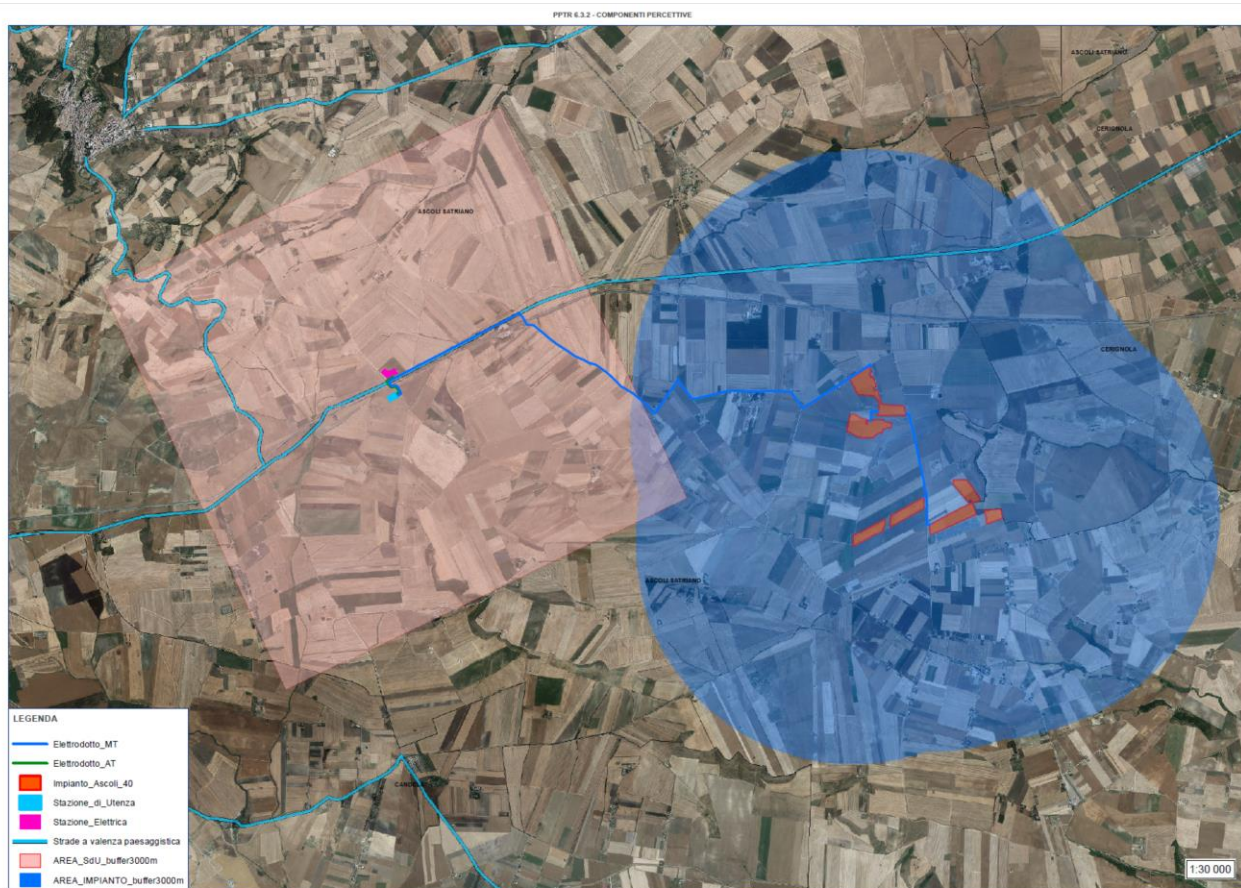 PPTR 6.3.2 - COMPONENTI PERCETTIVE
ASCOLI SATRIANO
CERIGNOLA
ASCOLI SATRIANO
CERIGNOLA
ASCOLI SATRIANO
LEGENDA
Elettrodotto_MT
Elettrodotto_AT
Impianto_Ascoli_40
Stazione_di_Utenza
Stazione_Elettrica
Strade a valenza paesaggistica
AREA_SdU_buffer3000m
AREA_IMPIANTO_buffer3000m
1:30 000